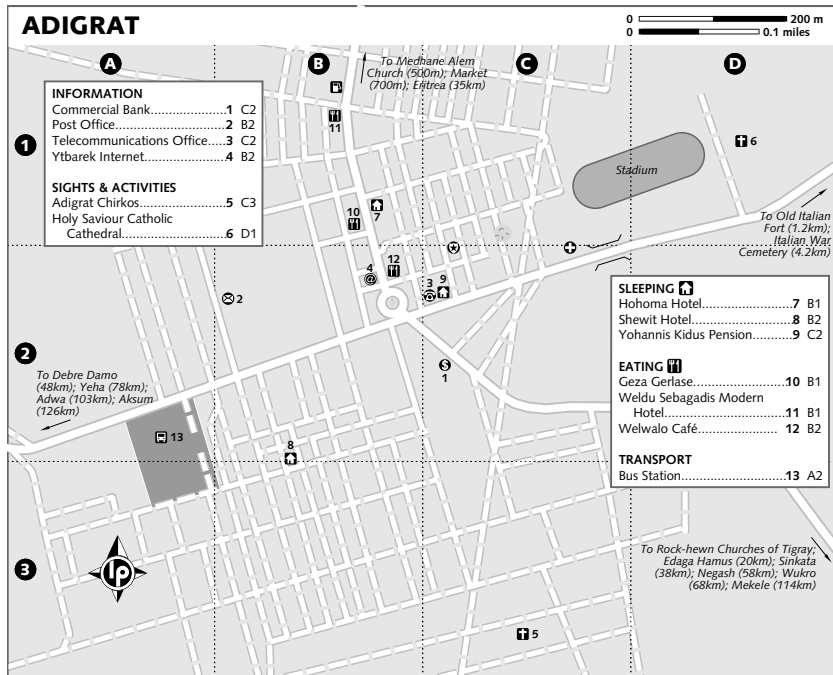 ADIGRAT
0 200 m
0 0.1 miles
A
B
C
D
To Medhane Alem
Church (500m); Market
(700m); Eritrea (35km)
INFORMATION
Commercial Bank..............................1 C2
Post Office..............................2 B2
Telecommunications Office.....3 C2
Ytbarek Internet..............................4 B2
SIGHTS & ACTIVITIES
Adigrat Chirkos..............................5 C3
Holy Saviour Catholic
Cathedral..............................6 D1
1
11
6
Stadium
10
7
To Old Italian
Fort (1.2km);
Italian War
Cemetery (4.2km)
12
4
@
3
9
2
SLEEPING
Hohoma Hotel..............................7 B1
Shewit Hotel..............................8 B2
Yohannis Kidus Pension...........9 C2
EATING
Geza Gerlase..............................10 B1
Weldu Sebagadis Modern
Hotel..............................11 B1
Welwalo Café..............................12 B2
TRANSPORT
Bus Station..............................13 A2
2
$
1
To Debre Damo
(48km); Yeha (78km);
Adwa (103km); Aksum
(126km)
13
8
3
lp
To Rock-hewn Churches of Tigray;
Edaga Hamus (20km); Sinkata
(38km); Negash (58km); Wukro
(68km); Mekele (114km)
5